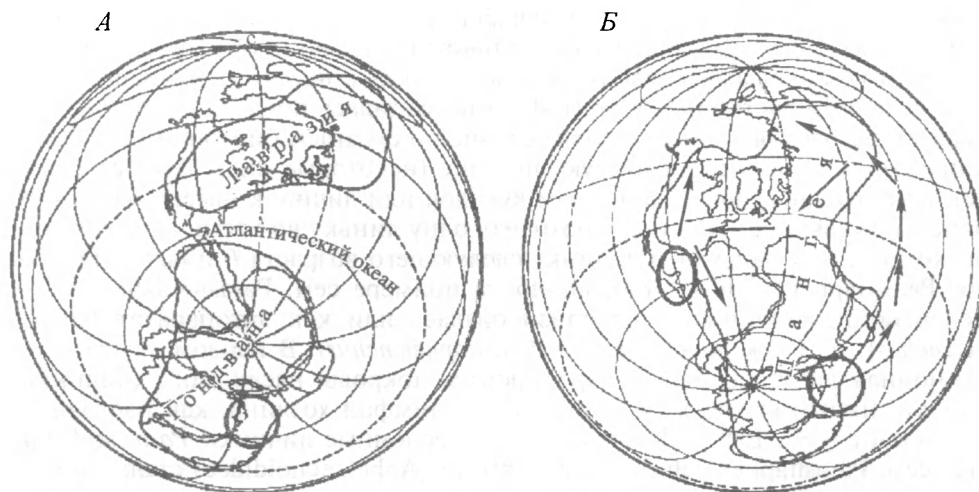 А
Б
С
Лавразия
Атлантический океан
Гондвана
Пангея